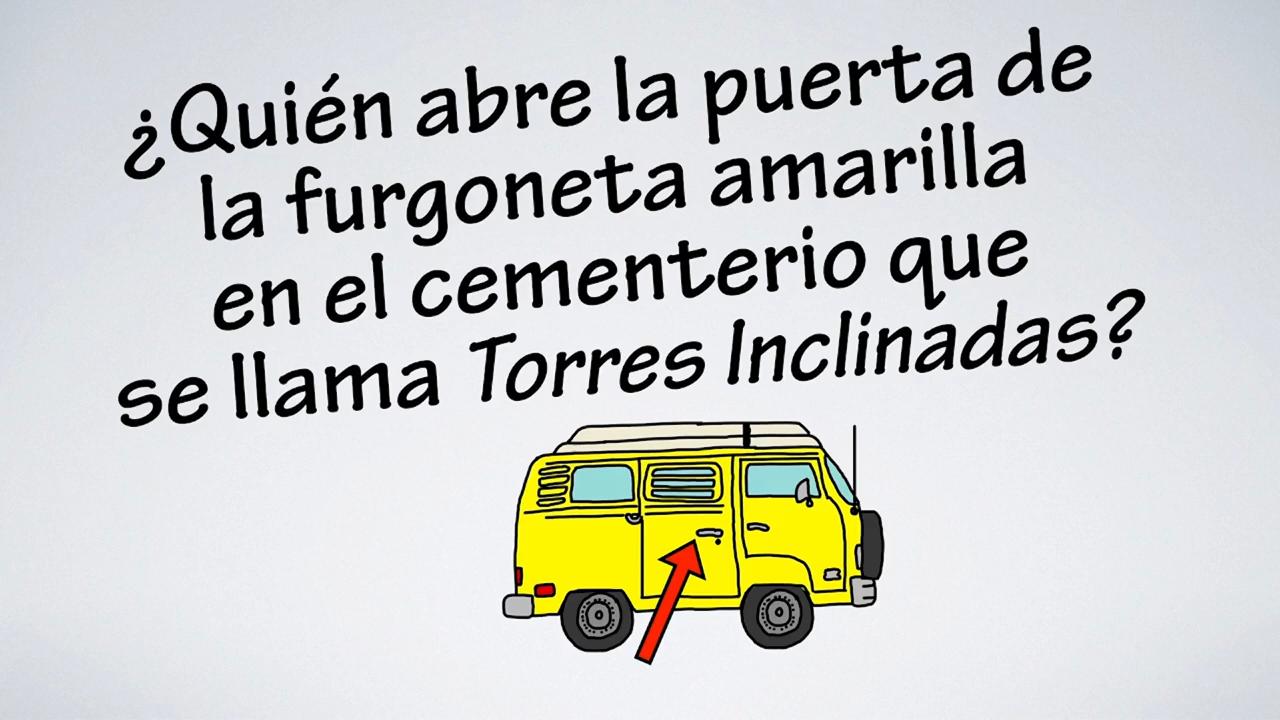 ¿Quién abre la puerta de
la furgoneta amarilla
en el cementerio que
se llama Torres Inclinadas?